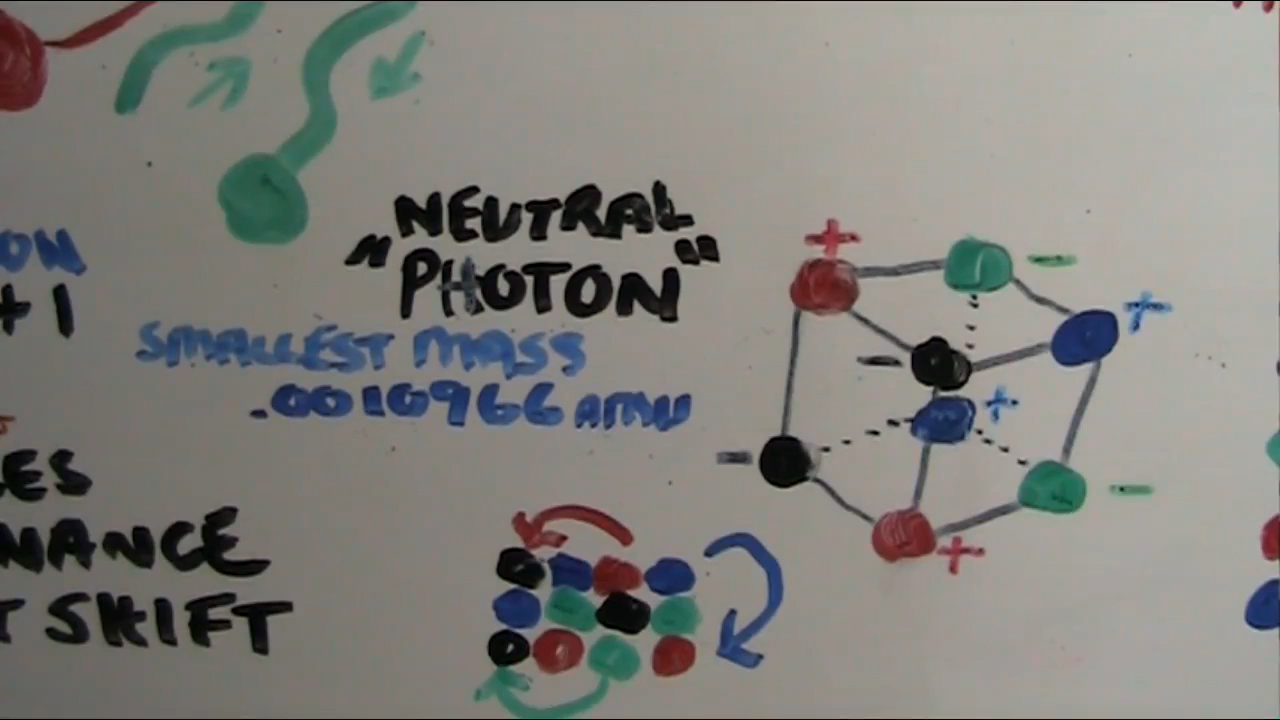 NEUTRAL
"PHOTON"
SMALLEST MASS
.0010966 AMU
ON
+1
ES
NANCE
T SHIFT
+
-
+
-
+
-
-
+